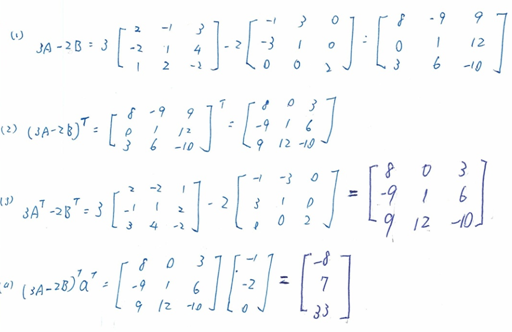 (1) 3A-2B = 3 [2 -1 3; -2 1 4; 1 2 -2] - 2 [-1 3 0; -3 1 0; 0 0 2] = [8 -9 9; 0 1 12; 3 6 -10]
(2) (3A-2B)^T = [8 -9 9; 0 1 12; 3 6 -10]^T = [8 0 3; -9 1 6; 9 12 -10]
(3) 3A^T-2B^T = 3 [2 -2 1; -1 1 2; 3 4 -2] - 2 [-1 -3 0; 3 1 0; 0 0 2] = [8 0 3; -9 1 6; 9 12 -10]
(3A-2B)^T a^T = [8 0 3; -9 1 6; 9 12 -10] [-1; -2; 0] = [-8; 7; 33]